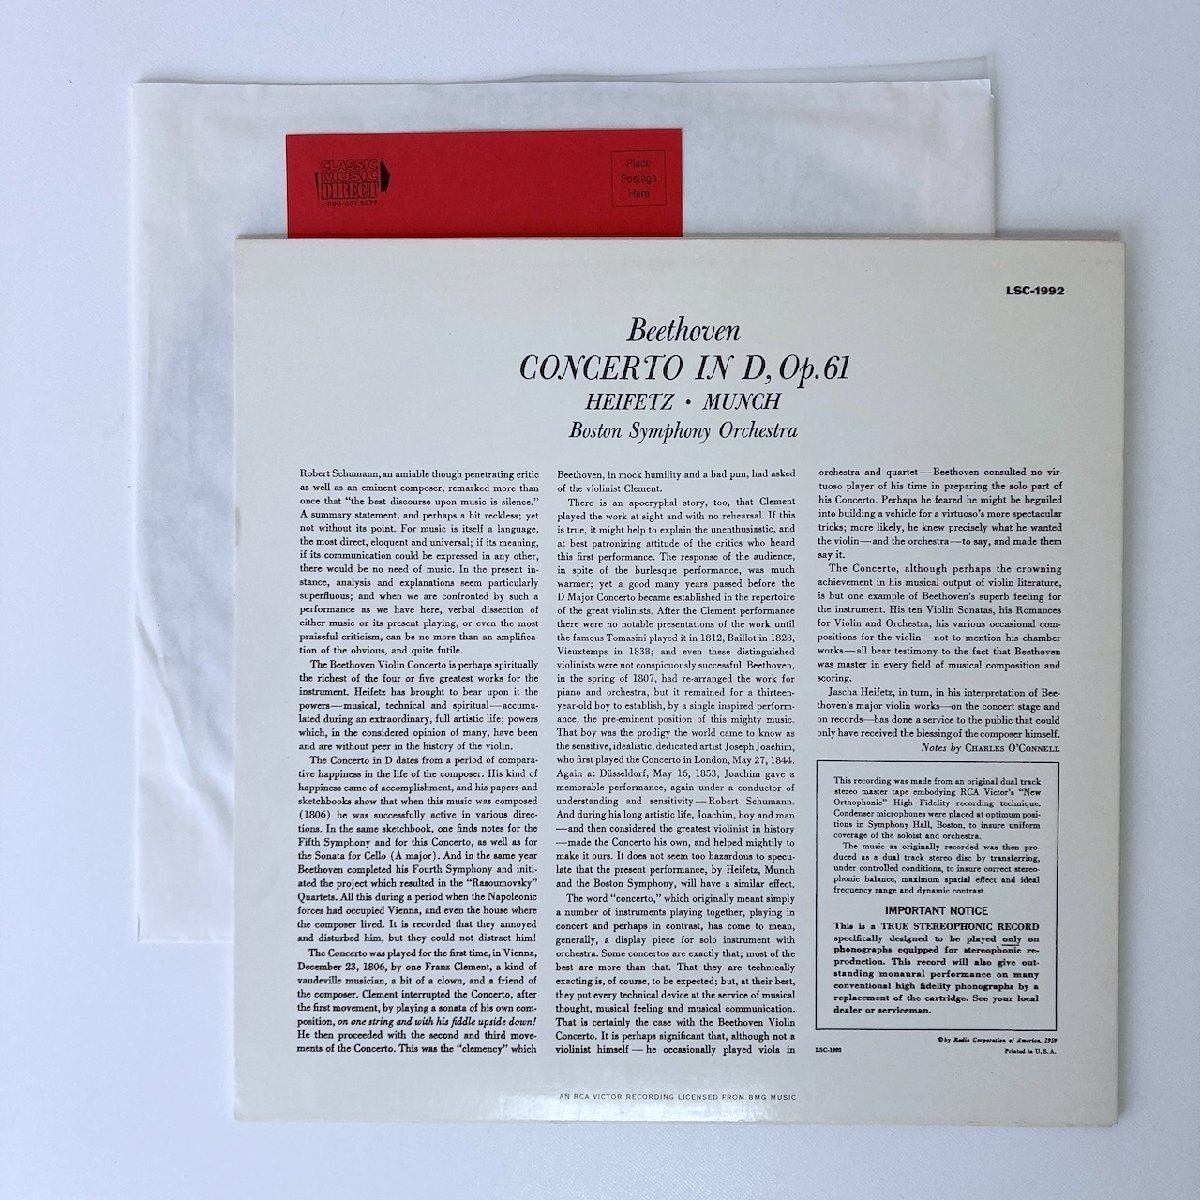 CLASSIC
MUSIC
DIRECT
Place
Postage
Here
LSC-1992
Beethoven
CONCERTO IN D, Op. 61
HEIFETZ • MUNCH
Boston Symphony Orchestra
Robert Schumann, an amiable though penetrating critic
as well as an eminent composer, remarked more than
once that “the best discourse upon music is silence.”
A summary statement, and perhaps a bit reckless; yet
not without its point. For music is itself a language,
the most direct, eloquent and universal; if its meaning,
if its communication could be expressed in any other,
there would be no need of music. In the present in-
stance, analysis and explanations seem particularly
superfluous; and when we are confronted by such a
performance as we have here, verbal dissection of
either music or its present playing, or even the most
praiseful criticism, can be no more than an amplifica-
tion of the obvious, and quite futile.
The Beethoven Violin Concerto is perhaps spiritually
the richest of the four or five greatest works for the
instrument. Heifetz has brought to bear upon it the
powers—musical, technical and spiritual—accumu-
lated during an extraordinary, full artistic life; powers
which, in the considered opinion of many, have been
and are without peer in the history of the violin.
The Concerto in D dates from a period of compara-
tive happiness in the life of the composer. His kind of
happiness came of accomplishment, and his papers and
sketchbooks show that when this music was composed
(1806) he was successfully active in various direc-
tions. In the same sketchbook, one finds notes for the
Fifth Symphony and for this Concerto, as well as for
the Sonata for Cello (A major). And in the same year
Beethoven completed his Fourth Symphony and initi-
ated the project which resulted in the “Rasoumovsky”
Quartets. All this during a period when the Napoleonic
forces had occupied Vienna, and even the house where
the composer lived. It is recorded that they annoyed
and disturbed him, but they could not distract him!
The Concerto was played for the first time, in Vienna,
December 23, 1806, by one Franz Clement, a kind of
vaudeville musician, a bit of a clown, and a friend of
the composer. Clement interrupted the Concerto, after
the first movement, by playing a sonata of his own com-
position, on one string and with his fiddle upside down!
He then proceeded with the second and third move-
ments of the Concerto. This was the “clemency” which
Beethoven, in mock humility and a bad pun, had asked
of the violinist Clement.
There is an apocryphal story, too, that Clement
played the work at sight and with no rehearsal. If this
is true, it might help to explain the unenthusiastic, and
at best patronizing attitude of the critics who heard
this first performance. The response of the audience,
in spite of the burlesque performance, was much
warmer; yet a good many years passed before the
D Major Concerto became established in the repertoire
of the great violinists. After the Clement performance
there were no notable presentations of the work until
the famous Tomasini played it in 1812, Baillot in 1828,
Vieuxtemps in 1838; and even these distinguished
violinists were not conspicuously successful. Beethoven,
in the spring of 1807, had re-arranged the work for
piano and orchestra, but it remained for a thirteen-
year-old boy to establish, by a single inspired perform-
ance, the pre-eminent position of this mighty music.
That boy was the prodigy the world came to know as
the sensitive, idealistic, dedicated artist Joseph Joachim,
who first played the Concerto in London, May 27, 1844.
Again at Düsseldorf, May 15, 1853, Joachim gave a
memorable performance, again under a conductor of
understanding and sensitivity—Robert Schumann.
And during his long artistic life, Joachim, boy and man
—and then considered the greatest violinist in history
—made the Concerto his own, and helped mightily to
make it ours. It does not seem too hazardous to specu-
late that the present performance, by Heifetz, Munch
and the Boston Symphony, will have a similar effect.
The word “concerto,” which originally meant simply
a number of instruments playing together, playing in
concert and perhaps in contrast, has come to mean,
generally, a display piece for solo instrument with
orchestra. Some concertos are exactly that; most of the
best are more than that. That they are technically
exacting is, of course, to be expected; but, at their best,
they put every technical device at the service of musical
thought, musical feeling and musical communication.
That is certainly the case with the Beethoven Violin
Concerto. It is perhaps significant that, although not a
violinist himself — he occasionally played viola in
orchestra and quartet—Beethoven consulted no vir-
tuoso player of his time in preparing the solo part of
his Concerto. Perhaps he feared he might be beguiled
into building a vehicle for a virtuoso's more spectacular
tricks; more likely, he knew precisely what he wanted
the violin—and the orchestra—to say, and made them
say it.
The Concerto, although perhaps the crowning
achievement in his musical output of violin literature,
is but one example of Beethoven's superb feeling for
the instrument. His ten Violin Sonatas, his Romances
for Violin and Orchestra, his various occasional com-
positions for the violin—not to mention his chamber
works—all bear testimony to the fact that Beethoven
was master in every field of musical composition and
scoring.
Jascha Heifetz, in turn, in his interpretation of Bee-
thoven's major violin works—on the concert stage and
on records—has done a service to the public that could
only have received the blessing of the composer himself.
Notes by CHARLES O'CONNELL
This recording was made from an original dual track
stereo master tape embodying RCA Victor's “New
Orthophonic” High Fidelity recording technique.
Condenser microphones were placed at optimum posi-
tions in Symphony Hall, Boston, to insure uniform
coverage of the soloist and orchestra.
The music as originally recorded was then pro-
duced as a dual track stereo disc by transferring,
under controlled conditions, to insure correct stereo-
phonic balance, maximum spatial effect and ideal
frequency range and dynamic contrast.
IMPORTANT NOTICE
This is a TRUE STEREOPHONIC RECORD
specifically designed to be played only on
phonographs equipped for stereophonic re-
production. This record will also give out-
standing monaural performance on many
conventional high fidelity phonographs by a
replacement of the cartridge. See your local
dealer or serviceman.
© by Radio Corporation of America, 1959
LSC-1992
Printed in U. S. A.
AN RCA VICTOR RECORDING LICENSED FROM BMG MUSIC